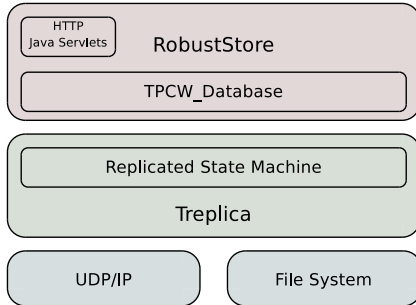 HTTP
Java Servlets
RobustStore
TPCW_Database
Replicated State Machine
Treplica
UDP/IP
File System